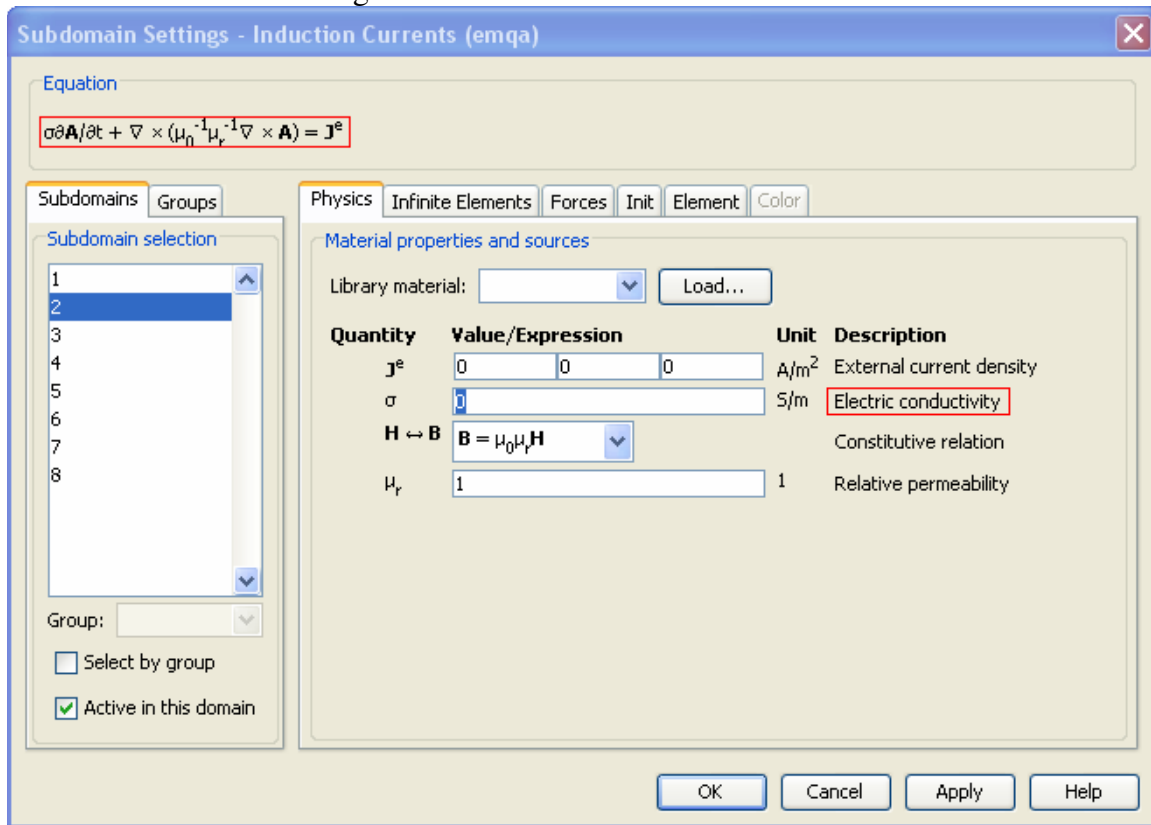 Subdomain Settings - Induction Currents (emqa)
Equation
σ∂A/∂t + ∇ × (μ₀⁻¹μᵣ⁻¹∇ × A) = Jᵉ
Subdomains Groups
Physics Infinite Elements Forces Init Element Color
Subdomain selection
1
2
3
4
5
6
7
8
Group:
Select by group
Active in this domain
Material properties and sources
Library material: Load...
Quantity Value/Expression Unit Description
Jᵉ 0 0 0 A/m² External current density
σ 0 S/m Electric conductivity
H ↔ B B = μ₀μᵣH Constitutive relation
μᵣ 1 1 Relative permeability
OK Cancel Apply Help